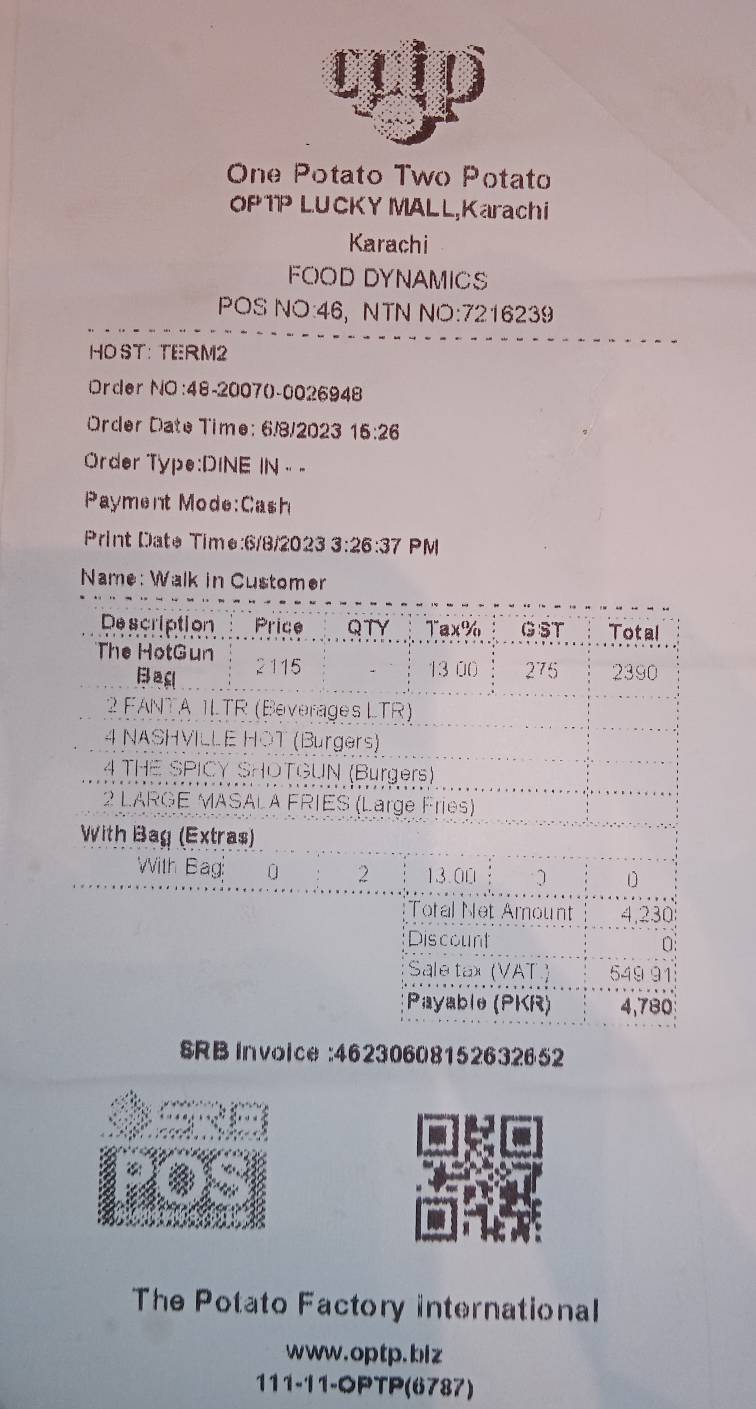 optp
One Potato Two Potato
OPTP LUCKY MALL,Karachi
Karachi
FOOD DYNAMICS
POS NO:46, NTN NO:7216239
HOST: TERM2
Order NO:48-20070-0026948
Order Date Time: 6/8/2023 15:26
Order Type:DINE IN - -
Payment Mode:Cash
Print Date Time:6/8/2023 3:26:37 PM
Name: Walk in Customer
Description Price QTY Tax% GST Total
The HotGun Bag 2115 - 13.00 275 2390
2 FANTA 1LTR (Beverages LTR)
4 NASHVILLE HOT (Burgers)
4 THE SPICY SHOTGUN (Burgers)
2 LARGE MASALA FRIES (Large Fries)
With Bag (Extras)
With Bag 0 2 13.00 0 0
Total Net Amount 4,230
Discount 0
Sale tax (VAT ) 549.91
Payable (PKR) 4,780
SRB Invoice :46230608152632652
SRB
POS
The Potato Factory international
www.optp.biz
111-11-OPTP(6787)